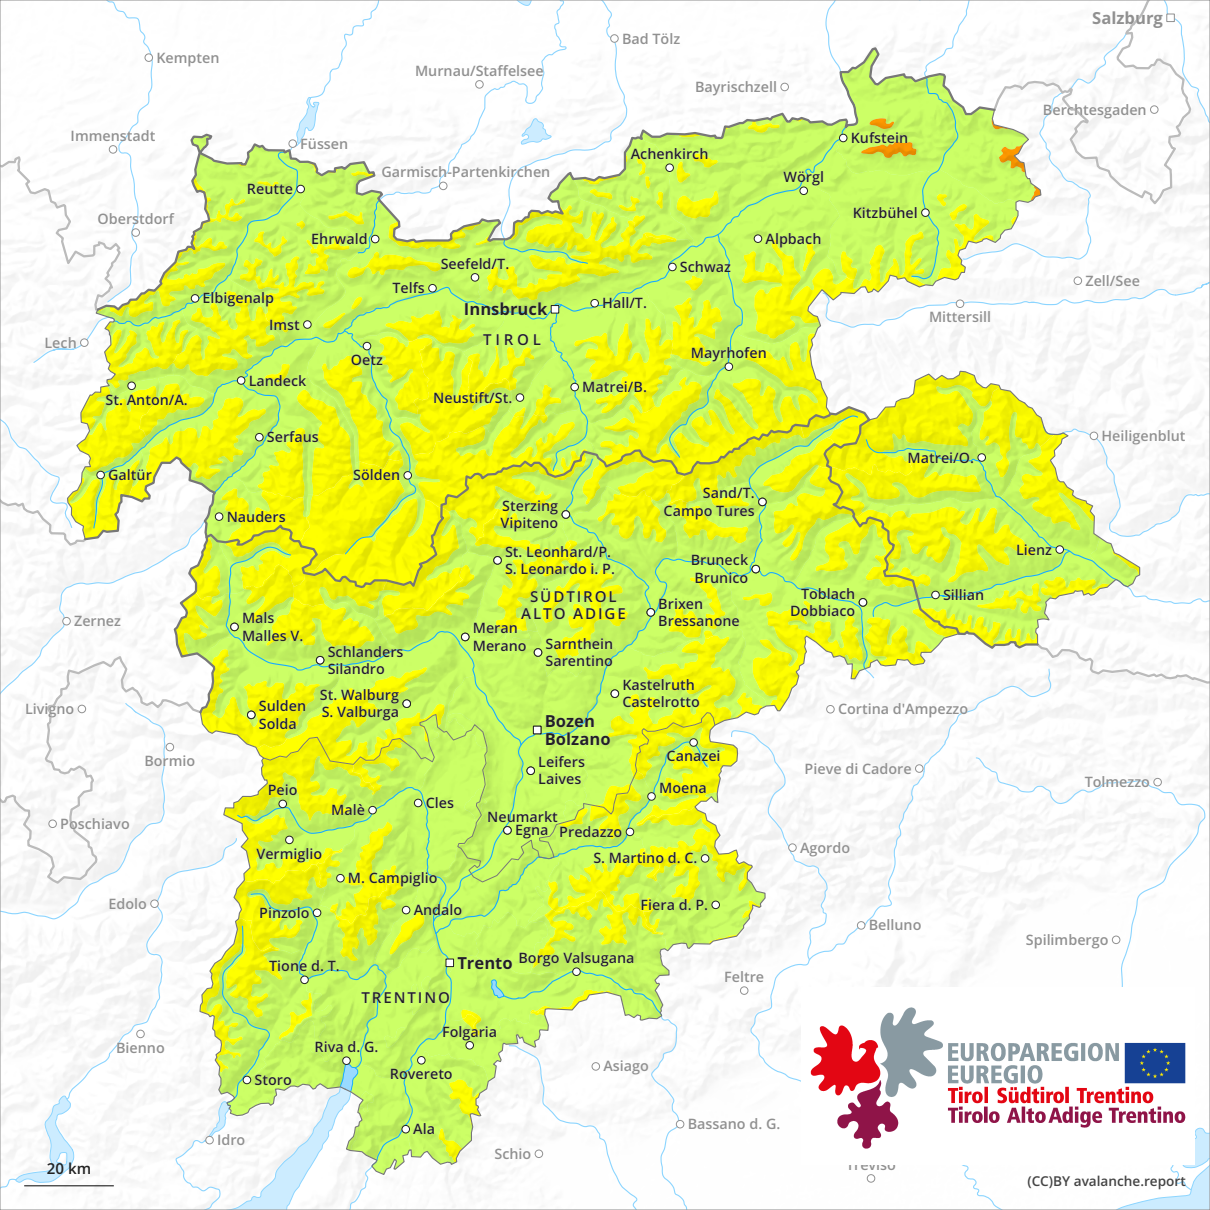 Salzburg
Bad Tölz
Kempten
Murnau/Staffelsee
Bayrischzell
Berchtesgaden
Immenstadt
Füssen
Kufstein
Achenkirch
Garmisch-Partenkirchen
Wörgl
Reutte
Oberstdorf
Kitzbühel
Ehrwald
Alpbach
Seefeld/T.
Schwaz
Zell/See
Telfs
Elbigenalp
Hall/T.
Innsbruck
Mittersill
Imst
TIROL
Lech
Oetz
Mayrhofen
Landeck
Matrei/B.
St. Anton/A.
Neustift/St.
Serfaus
Heiligenblut
Matrei/O.
Galtür
Sölden
Sand/T.
Campo Tures
Sterzing
Vipiteno
Nauders
St. Leonhard/P.
S. Leonardo i. P.
Lienz
Bruneck
Brunico
SÜDTIROL
ALTO ADIGE
Toblach
Dobbiaco
Sillian
Brixen
Bressanone
Zernez
Mals
Malles V.
Meran
Merano
Sarnthein
Sarentino
Schlanders
Silandro
Kastelruth
Castelrotto
St. Walburg
S. Valburga
Sulden
Solda
Livigno
Cortina d'Ampezzo
Bozen
Bolzano
Bormio
Canazei
Leifers
Laives
Pieve di Cadore
Tolmezzo
Peio
Moena
Malè
Cles
Neumarkt
Egna
Poschiavo
Predazzo
Vermiglio
Agordo
S. Martino d. C.
M. Campiglio
Edolo
Pinzolo
Andalo
Fiera d. P.
Belluno
Spilimbergo
Trento
Borgo Valsugana
Tione d. T.
Feltre
TRENTINO
Folgaria
Bienno
Riva d. G.
Rovereto
Asiago
Storo
EUROPAREGION
EUREGIO
Tirol Südtirol Trentino
Tirolo Alto Adige Trentino
Ala
Bassano d. G.
Idro
Schio
Treviso
20 km
(CC)BY avalanche.report